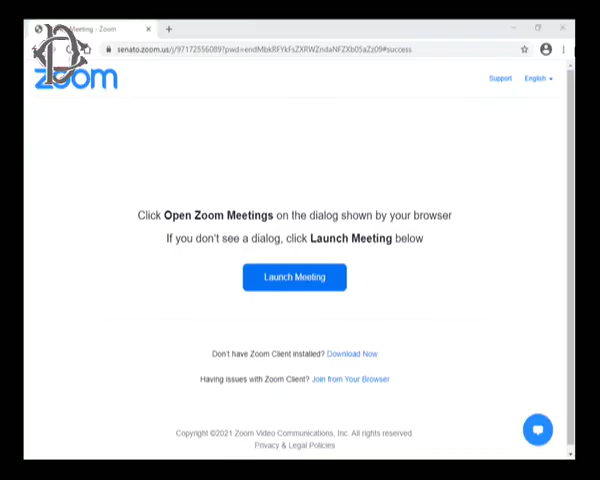 Meeting - Zoom
senato.zoom.us/j/97172556089?pwd=endMbkRFYkFsZXRWZndaNFZXb05aZz09#success
zoom
Support
English
Click Open Zoom Meetings on the dialog shown by your browser
If you don't see a dialog, click Launch Meeting below
Launch Meeting
Don't have Zoom Client installed? Download Now
Having issues with Zoom Client? Join from Your Browser
Copyright ©2021 Zoom Video Communications, Inc. All rights reserved.
Privacy & Legal Policies